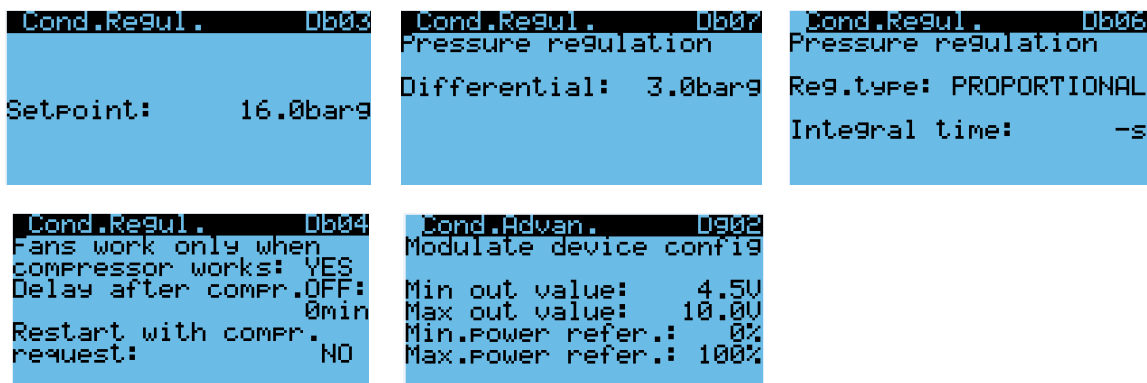 Cond.Regul. Db03
Setpoint: 16.0barg
Cond.Regul. Db07
Pressure regulation
Differential: 3.0barg
Cond.Regul. Db06
Pressure regulation
Reg.type: PROPORTIONAL
Integral time: -s
Cond.Regul. Db04
Fans work only when
compressor works: YES
Delay after compr.OFF:
0min
Restart with compr.
request: NO
Cond.Advan. Dg02
Modulate device config
Min out value: 4.5V
Max out value: 10.0V
Min.power refer.: 0%
Max.power refer.: 100%